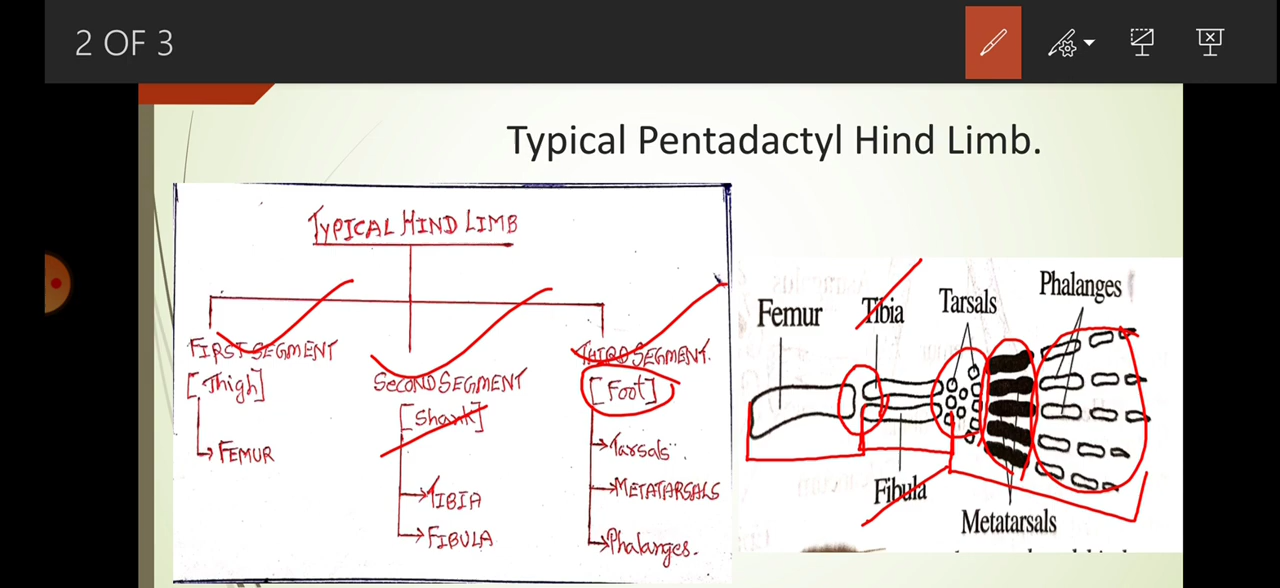 2 OF 3
Typical Pentadactyl Hind Limb.
TYPICAL HIND LIMB
FIRST SEGMENT
[Thigh]
FEMUR
SECOND SEGMENT
[Shank]
TIBIA
FIBULA
THIRD SEGMENT.
[Foot]
Tarsals
METATARSALS
Phalanges.
Femur
Tibia
Tarsals
Phalanges
Fibula
Metatarsals